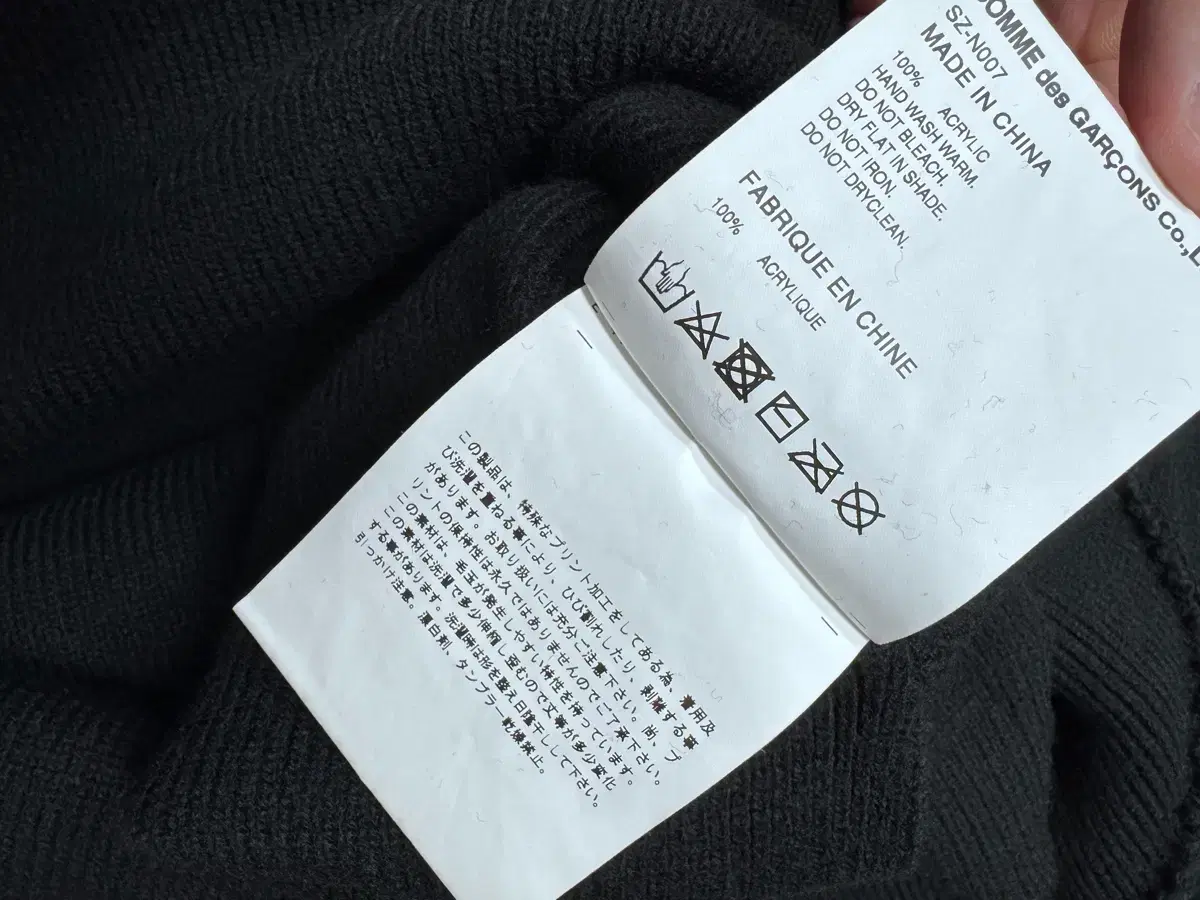 OMME des GARÇONS Co.,L
SZ-N007
MADE IN CHINA
100% ACRYLIC
HAND WASH WARM.
DO NOT BLEACH.
DRY FLAT IN SHADE.
DO NOT IRON.
DO NOT DRYCLEAN.
FABRIQUE EN CHINE
100% ACRYLIQUE
この製品は、特殊なプリント加工をしてある為、着用及
び洗濯を重ねる事により、ひび割れしたり、剥離する事
があります。お取り扱いには充分ご注意下さい。尚、プ
リントの保持性は永久ではありませんのでご了承下さい。
この素材は、毛玉が発生しやすい特性を持っています。
この素材は洗濯で多少伸縮し歪むので丈等が多少変化
する事があります。洗濯時は形を整え日陰干しして下さい。
引っかけ注意。漂白剤、タンブラー乾燥禁止。